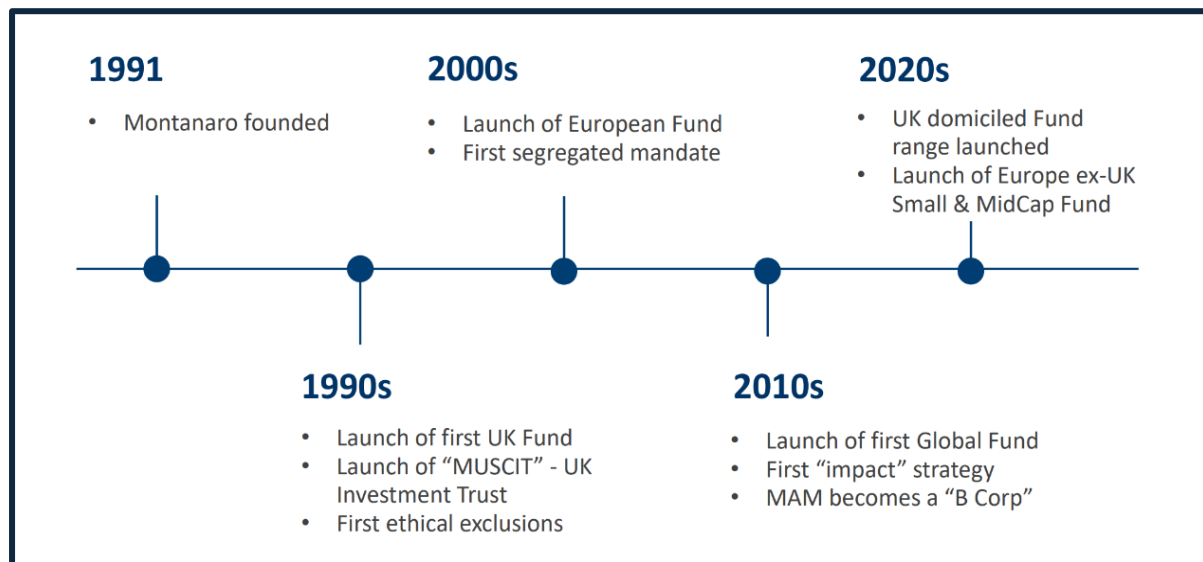 1991
• Montanaro founded
2000s
• Launch of European Fund
• First segregated mandate
2020s
• UK domiciled Fund
range launched
• Launch of Europe ex-UK
Small & MidCap Fund
1990s
• Launch of first UK Fund
• Launch of “MUSCIT” - UK
Investment Trust
• First ethical exclusions
2010s
• Launch of first Global Fund
• First “impact” strategy
• MAM becomes a “B Corp”